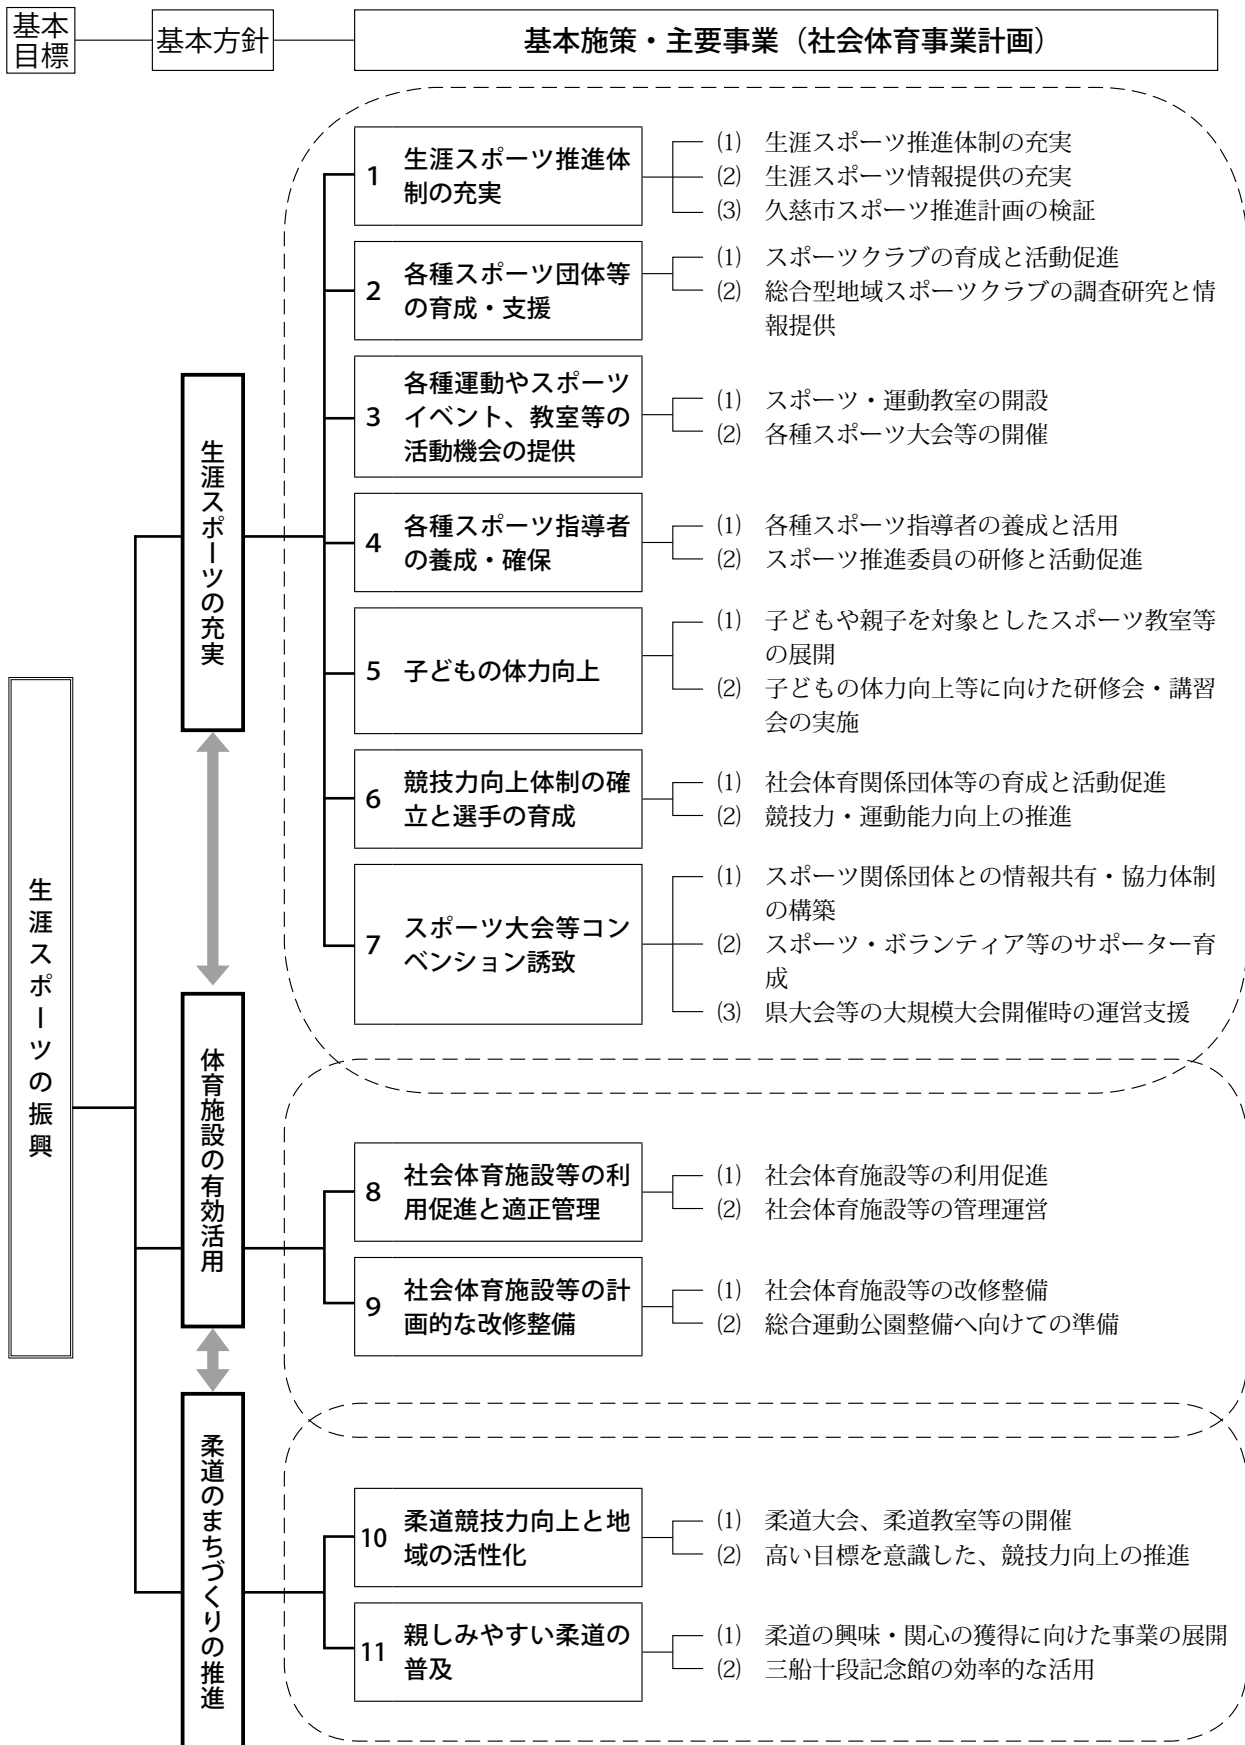 基本
目標
基本方針
基本施策・主要事業（社会体育事業計画）
生涯スポーツの振興
生涯スポーツの充実
1 生涯スポーツ推進体
制の充実
(1) 生涯スポーツ推進体制の充実
(2) 生涯スポーツ情報提供の充実
(3) 久慈市スポーツ推進計画の検証
2 各種スポーツ団体等
の育成・支援
(1) スポーツクラブの育成と活動促進
(2) 総合型地域スポーツクラブの調査研究と情
報提供
3 各種運動やスポーツ
イベント、教室等の
活動機会の提供
(1) スポーツ・運動教室の開設
(2) 各種スポーツ大会等の開催
4 各種スポーツ指導者
の養成・確保
(1) 各種スポーツ指導者の養成と活用
(2) スポーツ推進委員の研修と活動促進
5 子どもの体力向上
(1) 子どもや親子を対象としたスポーツ教室等
の展開
(2) 子どもの体力向上等に向けた研修会・講習
会の実施
6 競技力向上体制の確
立と選手の育成
(1) 社会体育関係団体等の育成と活動促進
(2) 競技力・運動能力向上の推進
7 スポーツ大会等コン
ベンション誘致
(1) スポーツ関係団体との情報共有・協力体制
の構築
(2) スポーツ・ボランティア等のサポーター育
成
(3) 県大会等の大規模大会開催時の運営支援
体育施設の有効活用
8 社会体育施設等の利
用促進と適正管理
(1) 社会体育施設等の利用促進
(2) 社会体育施設等の管理運営
9 社会体育施設等の計
画的な改修整備
(1) 社会体育施設等の改修整備
(2) 総合運動公園整備へ向けての準備
柔道のまちづくりの推進
10 柔道競技力向上と地
域の活性化
(1) 柔道大会、柔道教室等の開催
(2) 高い目標を意識した、競技力向上の推進
11 親しみやすい柔道の
普及
(1) 柔道の興味・関心の獲得に向けた事業の展開
(2) 三船十段記念館の効率的な活用